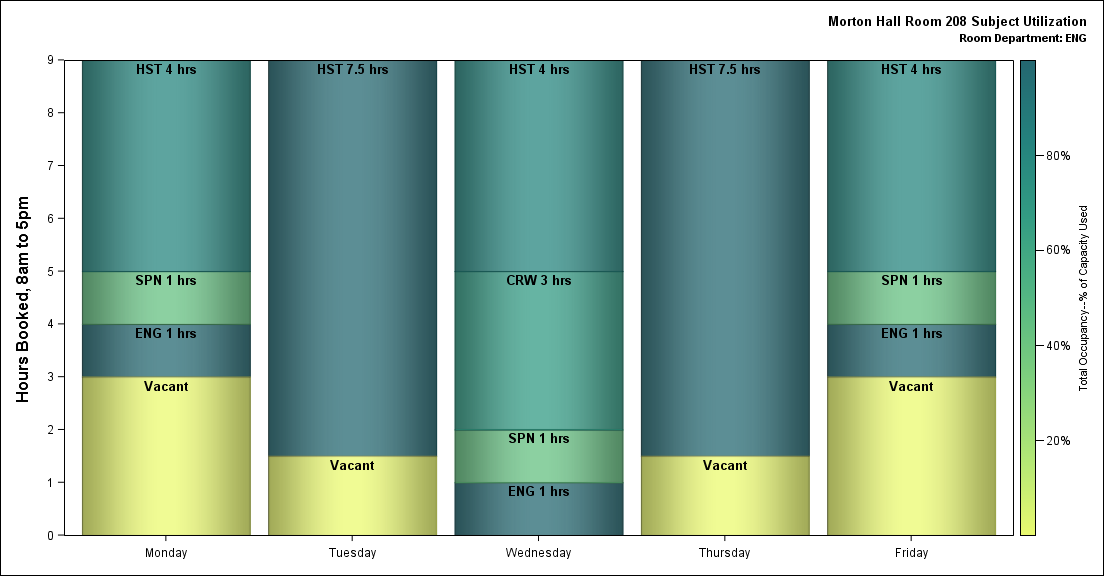 Morton Hall Room 208 Subject Utilization
Room Department: ENG
Hours Booked, 8am to 5pm
9
8
7
6
5
4
3
2
1
0
HST 4 hrs
SPN 1 hrs
ENG 1 hrs
Vacant
HST 7.5 hrs
Vacant
HST 4 hrs
CRW 3 hrs
SPN 1 hrs
ENG 1 hrs
HST 7.5 hrs
Vacant
HST 4 hrs
SPN 1 hrs
ENG 1 hrs
Vacant
Monday
Tuesday
Wednesday
Thursday
Friday
80%
60%
40%
20%
Total Occupancy--% of Capacity Used